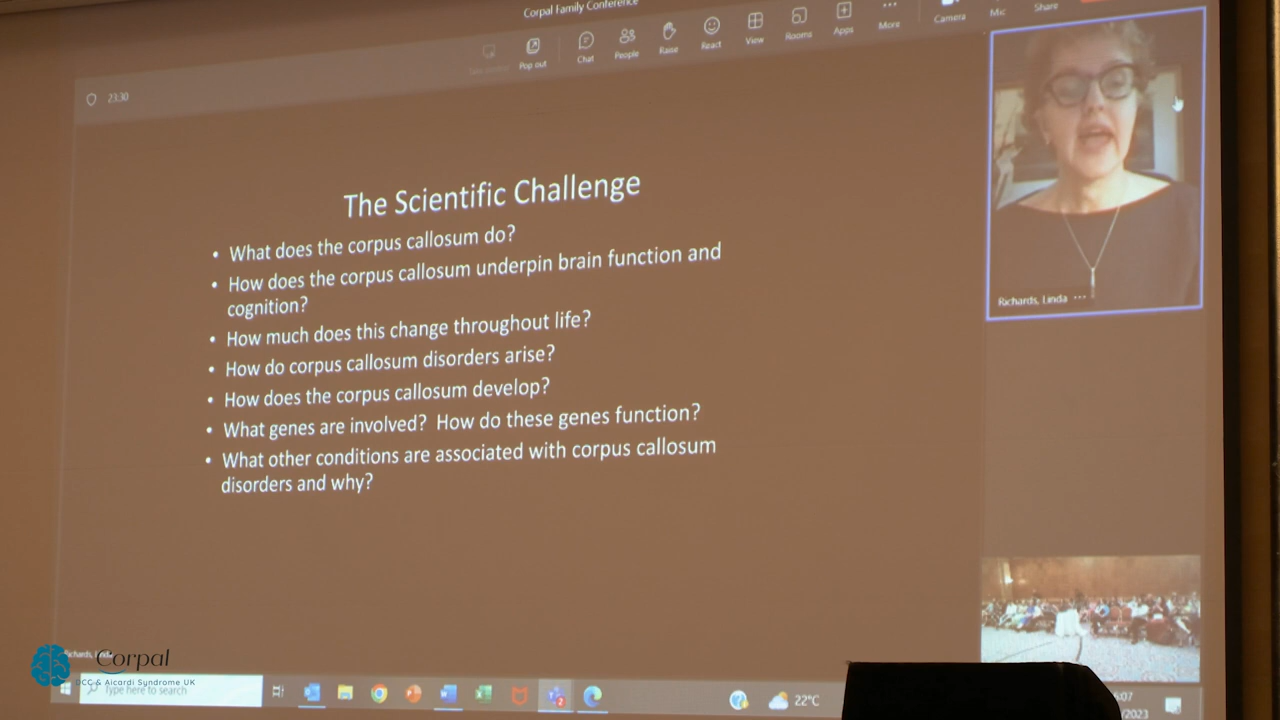 Corpal Family Conference
Pop out
Chat
People
Raise
React
View
Rooms
Apps
More
Camera
Mic
Share
23:30
The Scientific Challenge
• What does the corpus callosum do?
• How does the corpus callosum underpin brain function and
cognition?
• How much does this change throughout life?
• How do corpus callosum disorders arise?
• How does the corpus callosum develop?
• What genes are involved? How do these genes function?
• What other conditions are associated with corpus callosum
disorders and why?
Richards, Linda
Richards, Linda
Corpal
DCC & Aicardi Syndrome UK
Type here to search
22°C